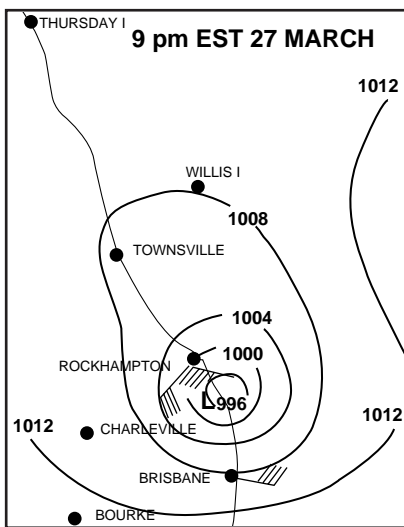 THURSDAY I
9 pm EST 27 MARCH
1012
WILLIS I
1008
TOWNSVILLE
1004
1000
ROCKHAMPTON
L996
1012
1012
CHARLEVILLE
BRISBANE
BOURKE